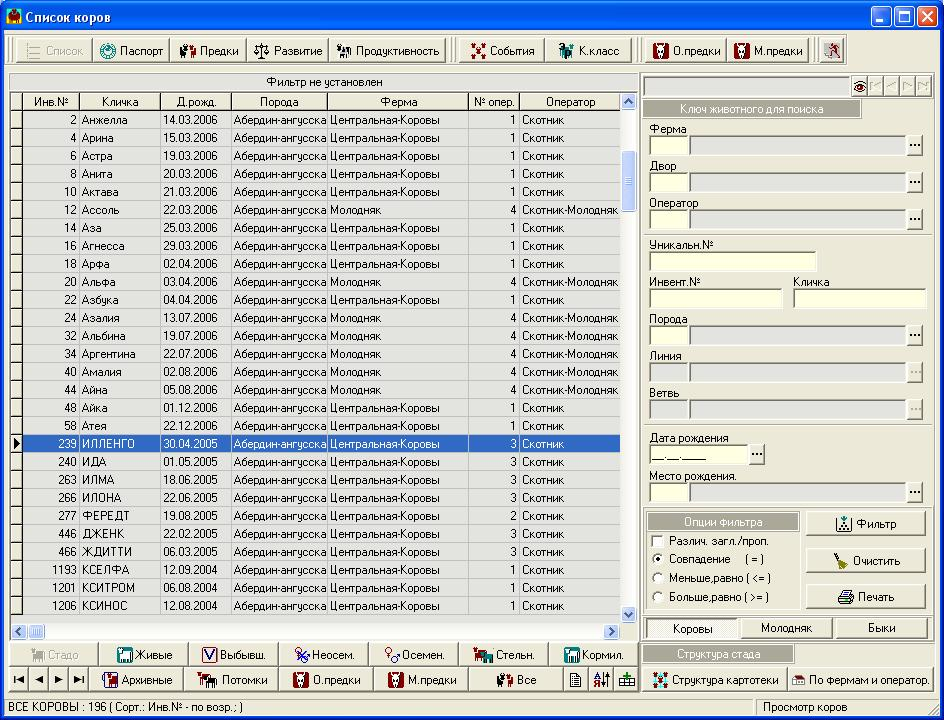 Список коров
Список Паспорт Предки Развитие Продуктивность События К.класс О.предки М.предки
Фильтр не установлен
Инв.№ Кличка Д.рожд. Порода Ферма № опер. Оператор
2 Анжелла 14.03.2006 Абердин-ангусска Центральная-Коровы 1 Скотник
4 Арина 15.03.2006 Абердин-ангусска Центральная-Коровы 1 Скотник
6 Астра 19.03.2006 Абердин-ангусска Центральная-Коровы 1 Скотник
8 Анита 20.03.2006 Абердин-ангусска Центральная-Коровы 1 Скотник
10 Актава 21.03.2006 Абердин-ангусска Центральная-Коровы 1 Скотник
12 Ассоль 22.03.2006 Абердин-ангусска Молодняк 4 Скотник-Молодняк
14 Аза 25.03.2006 Абердин-ангусска Центральная-Коровы 1 Скотник
16 Агнесса 29.03.2006 Абердин-ангусска Центральная-Коровы 1 Скотник
18 Арфа 02.04.2006 Абердин-ангусска Центральная-Коровы 1 Скотник
20 Альфа 03.04.2006 Абердин-ангусска Молодняк 4 Скотник-Молодняк
22 Азбука 04.04.2006 Абердин-ангусска Центральная-Коровы 1 Скотник
24 Азалия 13.07.2006 Абердин-ангусска Молодняк 4 Скотник-Молодняк
32 Альбина 19.07.2006 Абердин-ангусска Молодняк 4 Скотник-Молодняк
34 Аргентина 22.07.2006 Абердин-ангусска Молодняк 4 Скотник-Молодняк
40 Амалия 02.08.2006 Абердин-ангусска Молодняк 4 Скотник-Молодняк
44 Айна 05.08.2006 Абердин-ангусска Молодняк 4 Скотник-Молодняк
48 Айка 01.12.2006 Абердин-ангусска Центральная-Коровы 1 Скотник
58 Атея 22.12.2006 Абердин-ангусска Центральная-Коровы 1 Скотник
239 ИЛЛЕНГО 30.04.2005 Абердин-ангусска Центральная-Коровы 3 Скотник
240 ИДА 01.05.2005 Абердин-ангусска Центральная-Коровы 3 Скотник
263 ИЛМА 18.06.2005 Абердин-ангусска Центральная-Коровы 3 Скотник
266 ИЛОНА 22.06.2005 Абердин-ангусска Центральная-Коровы 3 Скотник
277 ФЕРЕДТ 19.08.2005 Абердин-ангусска Центральная-Коровы 2 Скотник
446 ДЖЕНК 22.02.2005 Абердин-ангусска Центральная-Коровы 3 Скотник
466 ЖДИТТИ 06.03.2005 Абердин-ангусска Центральная-Коровы 3 Скотник
1193 КСЕЛФА 12.09.2004 Абердин-ангусска Центральная-Коровы 1 Скотник
1201 КСИТРОМ 06.08.2004 Абердин-ангусска Центральная-Коровы 1 Скотник
1206 КСИНОС 12.08.2004 Абердин-ангусска Центральная-Коровы 1 Скотник
Ключ животного для поиска
Ферма
...
Двор
...
Оператор
...
Уникальн.№
Инвент.№ Кличка
Порода
...
Линия
...
Ветвь
...
Дата рождения
__.__.____ ...
Место рождения.
...
Опции фильтра Фильтр
Различ. загл./проп.
Совпадение ( = ) Очистить
Меньше,равно ( <= )
Больше,равно ( >= ) Печать
Коровы Молодняк Быки
Структура стада
Структура картотеки По фермам и оператор.
Стадо Живые Выбывш. Неосем. Осемен. Стельн. Кормил.
Архивные Потомки О.предки М.предки Все
ВСЕ КОРОВЫ : 196 ( Сорт.: Инв.№ - по возр.; ) Просмотр коров